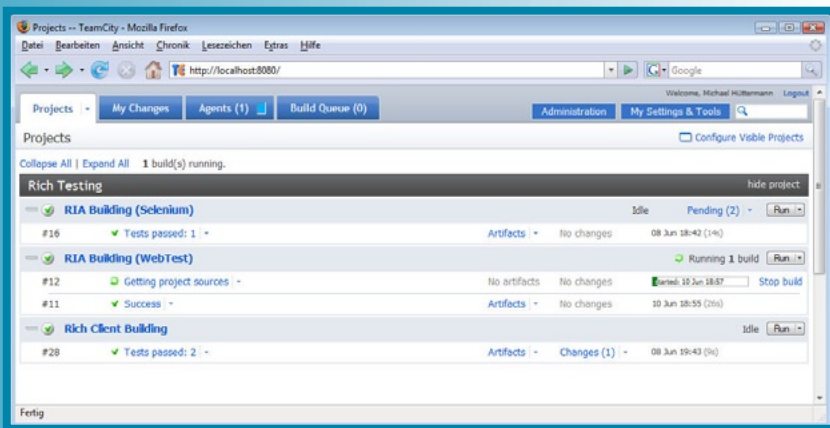 Projects -- TeamCity - Mozilla Firefox
Datei Bearbeiten Ansicht Chronik Lesezeichen Extras Hilfe
http://localhost:8080/ Google
Welcome, Michael Hüttermann Logout
Projects My Changes Agents (1) Build Queue (0) Administration My Settings & Tools
Projects Configure Visible Projects
Collapse All | Expand All 1 build(s) running.
Rich Testing hide project
RIA Building (Selenium) Idle Pending (2) Run
#16 Tests passed: 1 Artifacts No changes 08 Jun 18:42 (14s)
RIA Building (WebTest) Running 1 build Run
#12 Getting project sources No artifacts No changes started: 10 Jun 18:57 Stop build
#11 Success Artifacts No changes 10 Jun 18:55 (26s)
Rich Client Building Idle Run
#28 Tests passed: 2 Artifacts Changes (1) 08 Jun 19:43 (9s)
Fertig